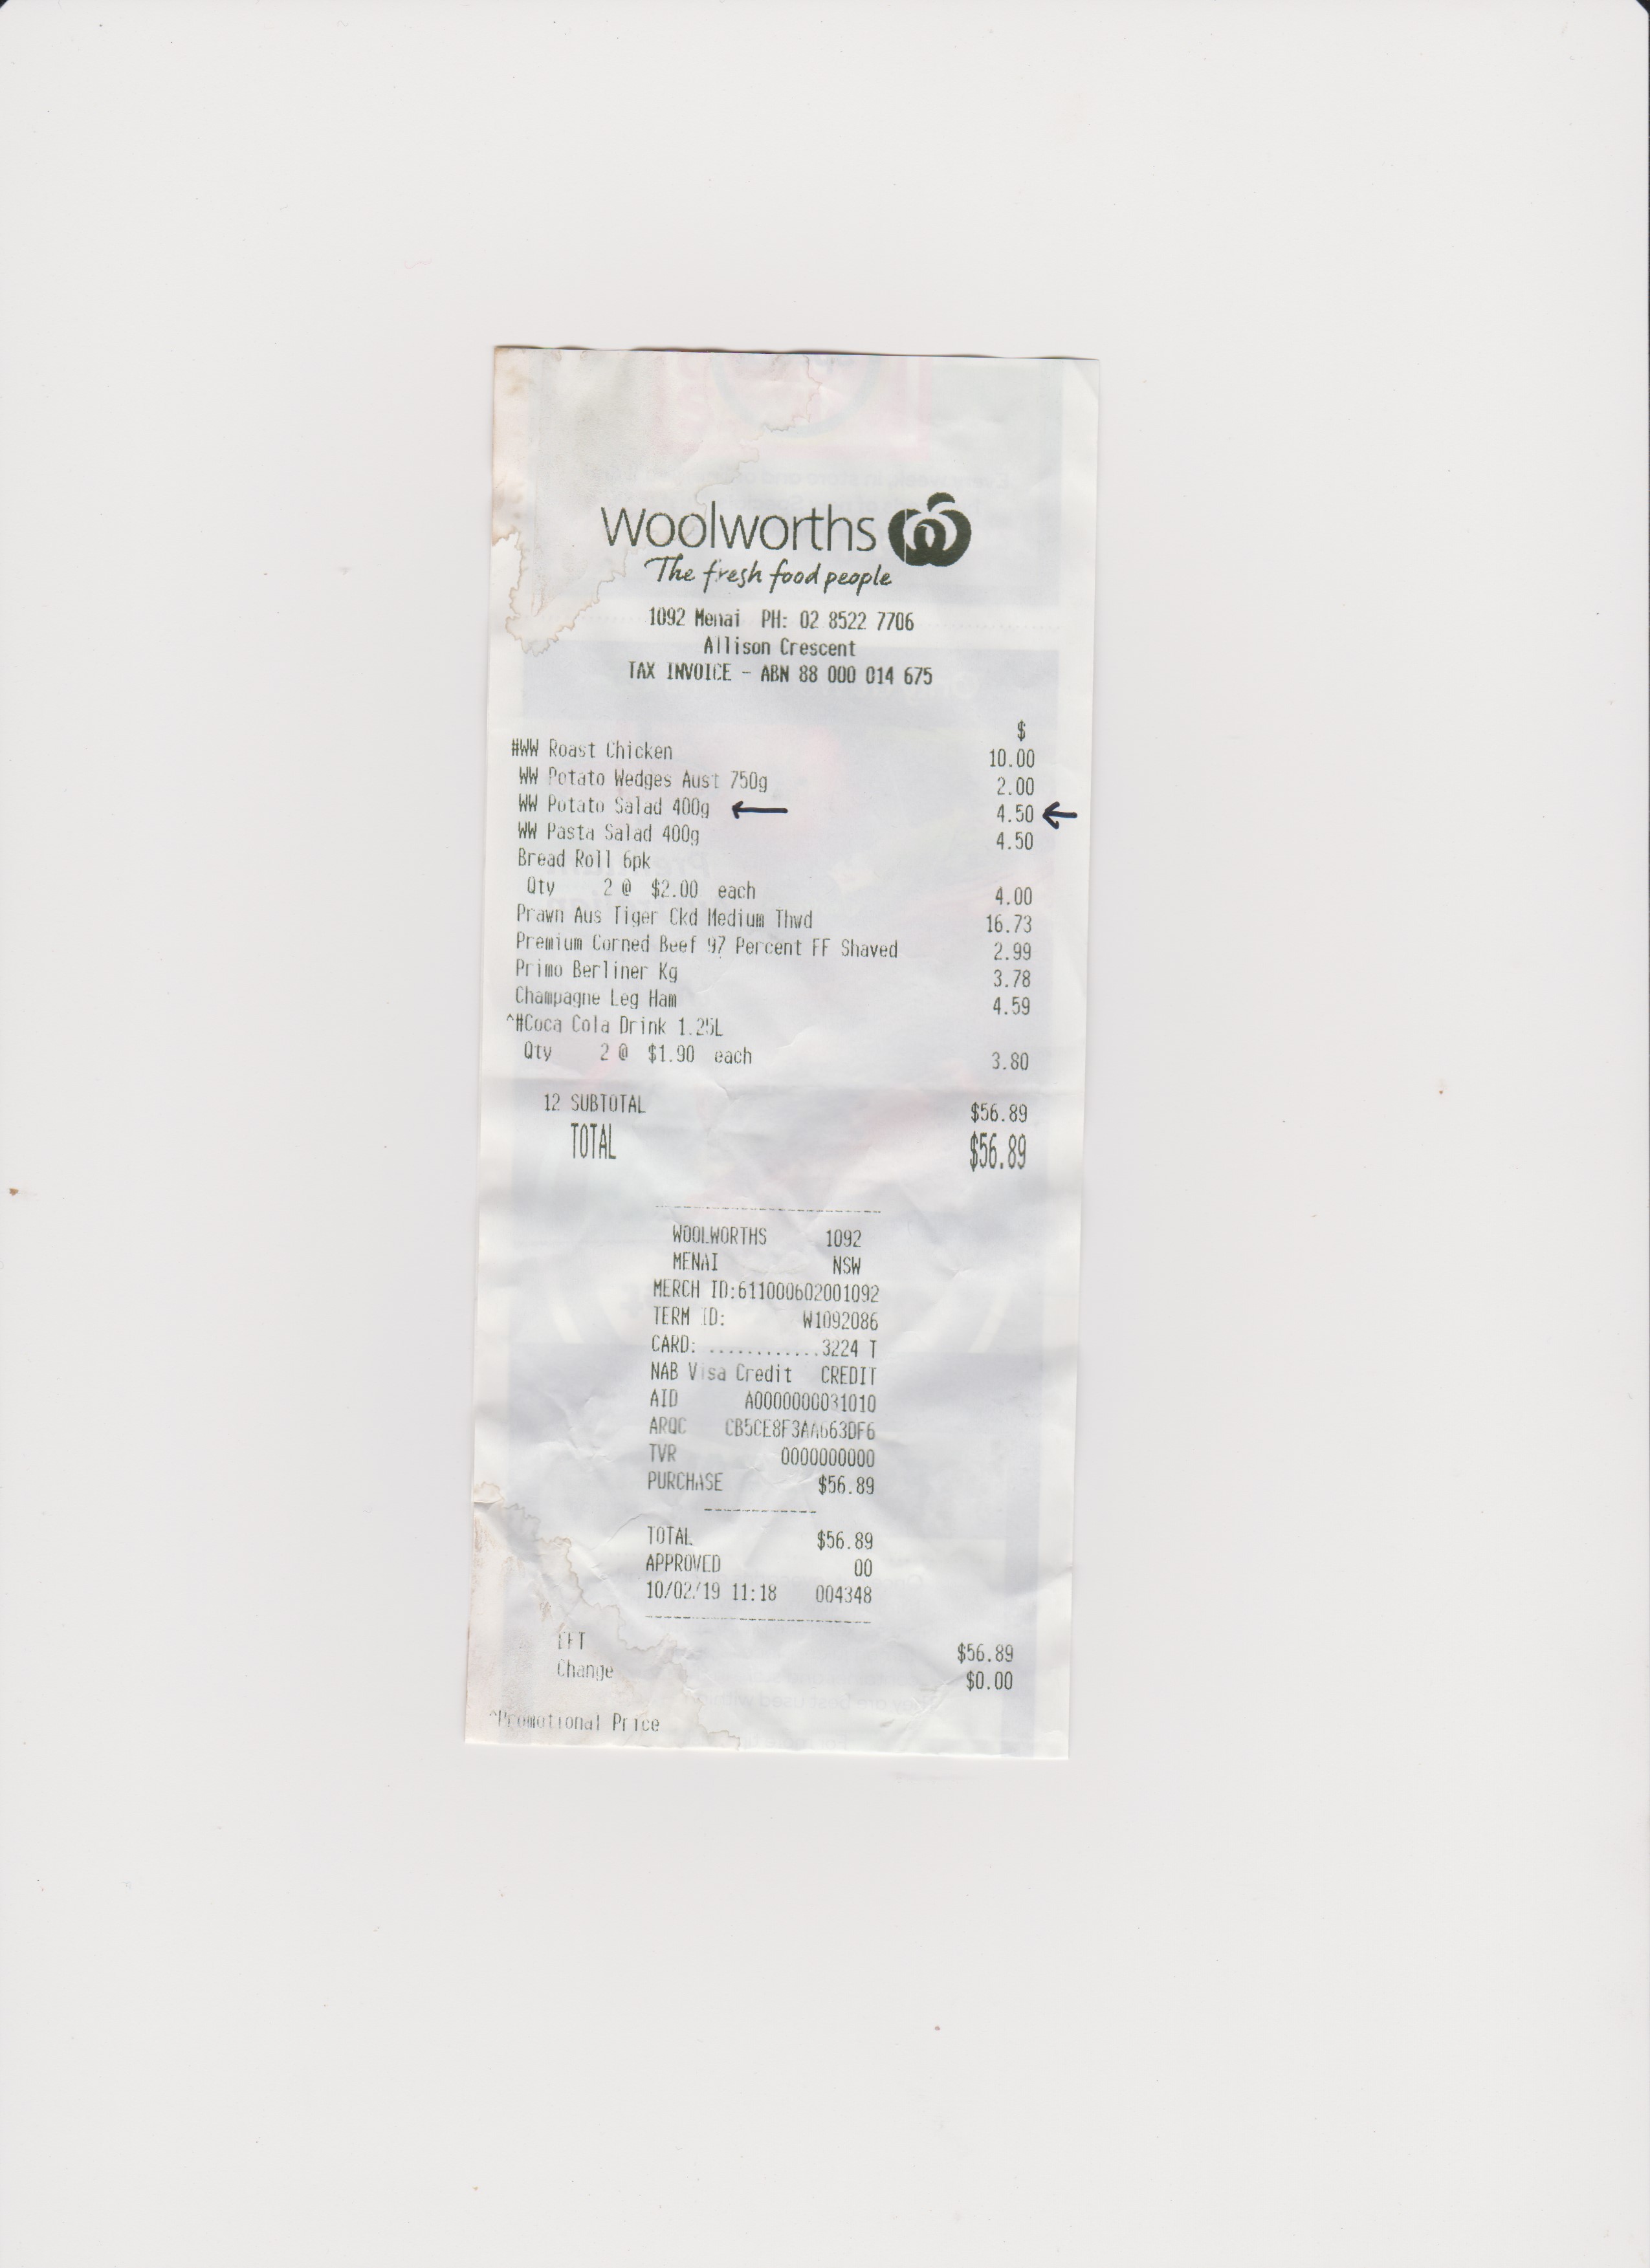 Woolworths
The fresh food people
1092 Menai PH: 02 8522 7706
Allison Crescent
TAX INVOICE - ABN 88 000 014 675
$
#WW Roast Chicken 10.00
WW Potato Wedges Aust 750g 2.00
WW Potato Salad 400g 4.50
WW Pasta Salad 400g 4.50
Bread Roll 6pk
Qty 2 @ $2.00 each 4.00
Prawn Aus Tiger Ckd Medium Thwd 16.73
Premium Corned Beef 97 Percent FF Shaved 2.99
Primo Berliner Kg 3.78
Champagne Leg Ham 4.59
^#Coca Cola Drink 1.25L
Qty 2 @ $1.90 each 3.80
12 SUBTOTAL $56.89
TOTAL $56.89
WOOLWORTHS 1092
MENAI NSW
MERCH ID:611000602001092
TERM ID: W1092086
CARD: ............3224 T
NAB Visa Credit CREDIT
AID A0000000031010
ARQC CB5CE8F3AA663DF6
TVR 0000000000
PURCHASE $56.89
TOTAL $56.89
APPROVED 00
10/02/19 11:18 004348
EFT $56.89
Change $0.00
^Promotional Price